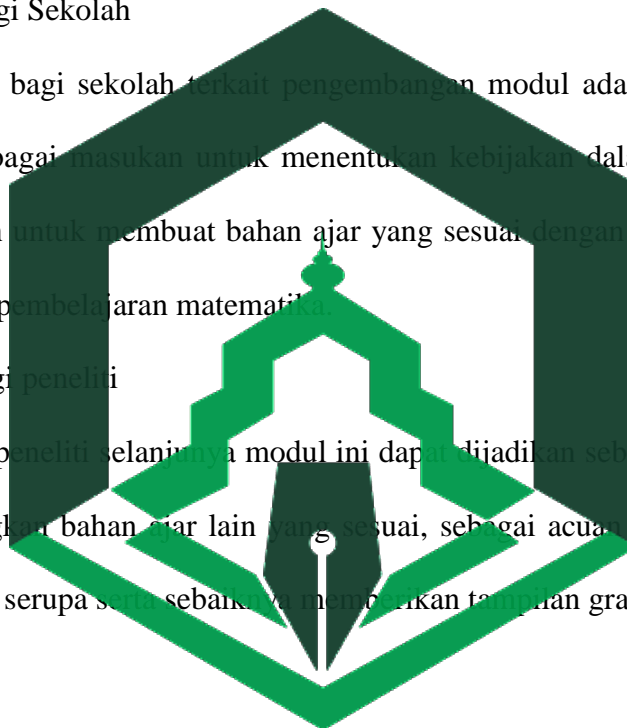 gi Sekolah
bagi sekolah terkait pengembangan modul ada
bagai masukan untuk menentukan kebijakan dal
untuk membuat bahan ajar yang sesuai dengan
pembelajaran matematika.
gi peneliti
peneliti selanjunya modul ini dapat dijadikan seb
gkan bahan ajar lain yang sesuai, sebagai acuan
serupa serta sebaiknya memberikan tampilan gra